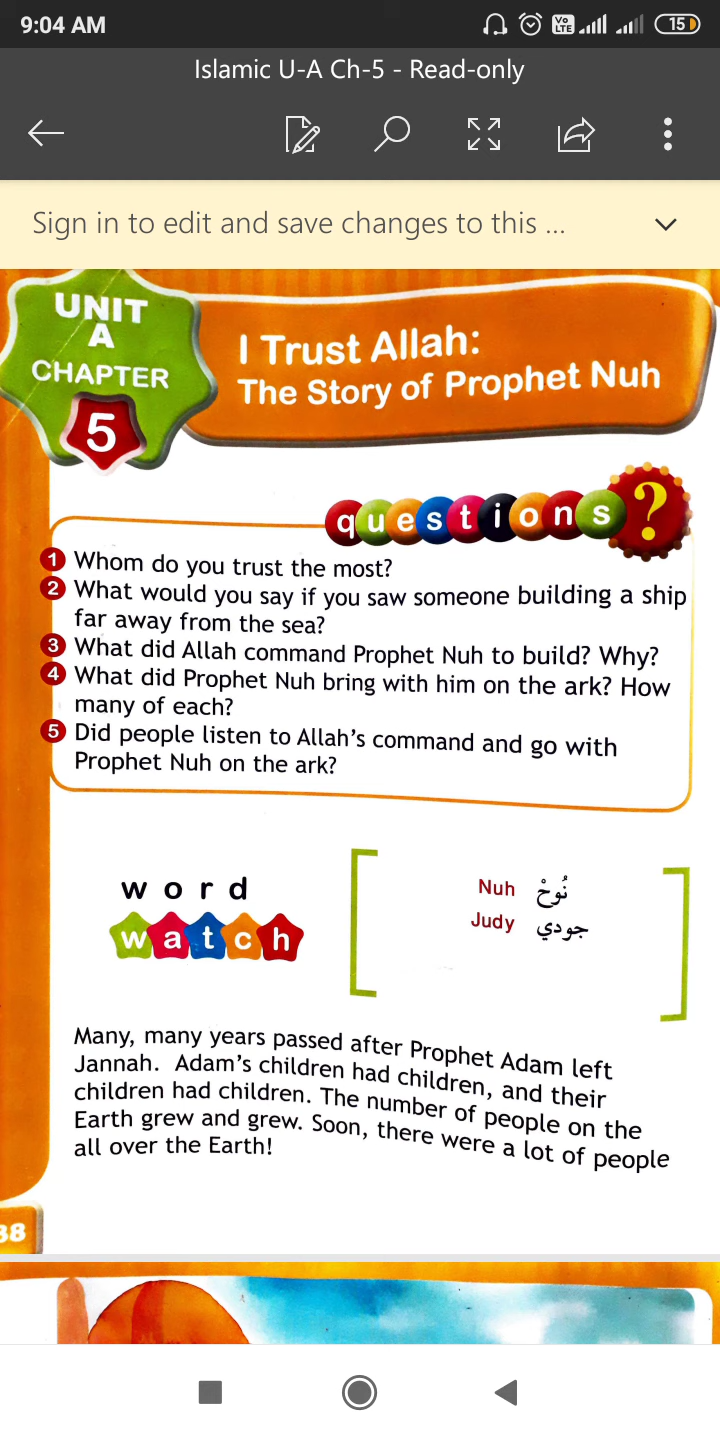 9:04 AM
Vo
LTE
15
Islamic U-A Ch-5 - Read-only
Sign in to edit and save changes to this ...
UNIT
A
CHAPTER
5
I Trust Allah:
The Story of Prophet Nuh
questions?
1 Whom do you trust the most?
2 What would you say if you saw someone building a ship
far away from the sea?
3 What did Allah command Prophet Nuh to build? Why?
4 What did Prophet Nuh bring with him on the ark? How
many of each?
5 Did people listen to Allah's command and go with
Prophet Nuh on the ark?
word
watch
Nuh نُوحْ
Judy جودي
Many, many years passed after Prophet Adam left
Jannah. Adam's children had children, and their
children had children. The number of people on the
Earth grew and grew. Soon, there were a lot of people
all over the Earth!
38